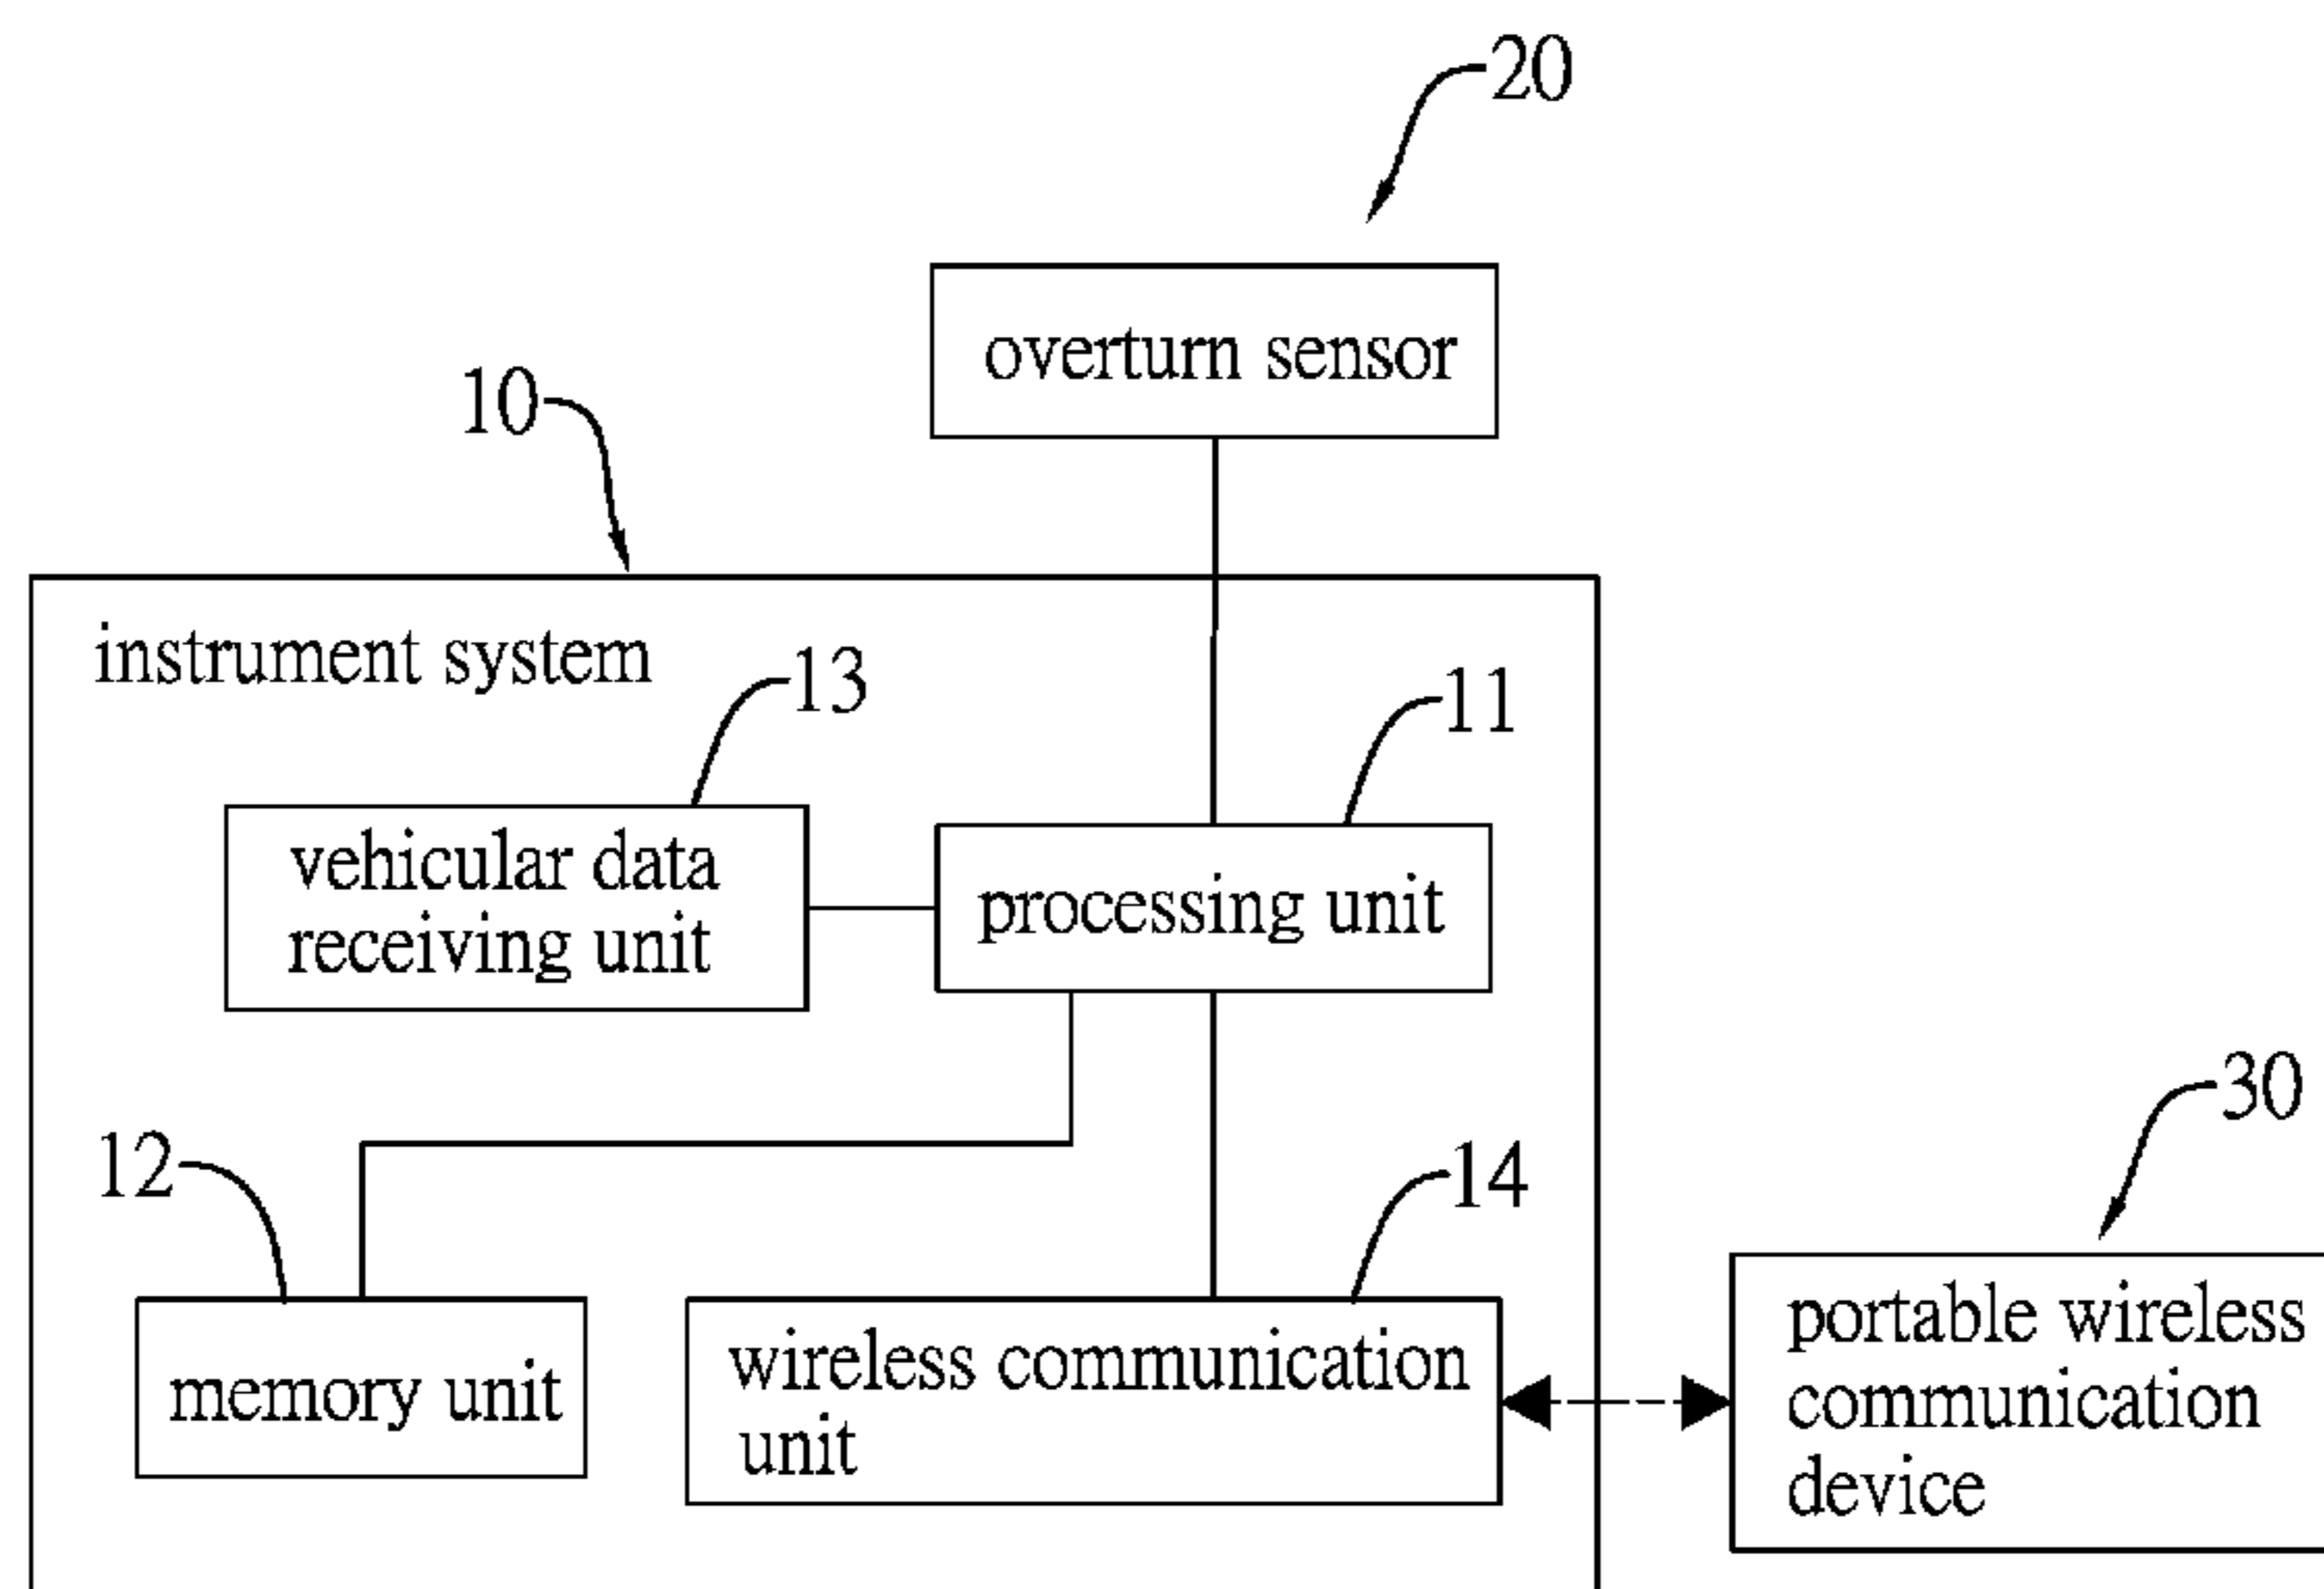 20
overturn sensor
10
instrument system
13
11
vehicular data
receiving unit
processing unit
30
12
14
memory unit
wireless communication
unit
portable wireless
communication
device